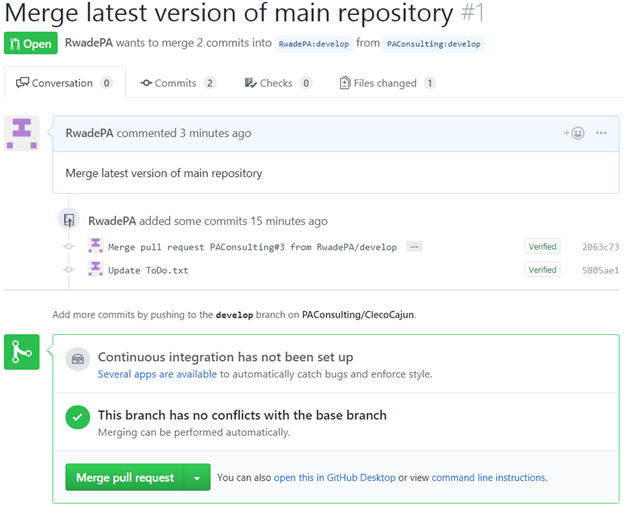 Merge latest version of main repository #1
Open RwadePA wants to merge 2 commits into RwadePA:develop from PAConsulting:develop
Conversation 0 Commits 2 Checks 0 Files changed 1
RwadePA commented 3 minutes ago
Merge latest version of main repository
RwadePA added some commits 15 minutes ago
Merge pull request PAConsulting#3 from RwadePA/develop ... Verified 2063c73
Update ToDo.txt Verified 5805ae1
Add more commits by pushing to the develop branch on PAConsulting/ClecoCajun.
Continuous integration has not been set up
Several apps are available to automatically catch bugs and enforce style.
This branch has no conflicts with the base branch
Merging can be performed automatically.
Merge pull request You can also open this in GitHub Desktop or view command line instructions.